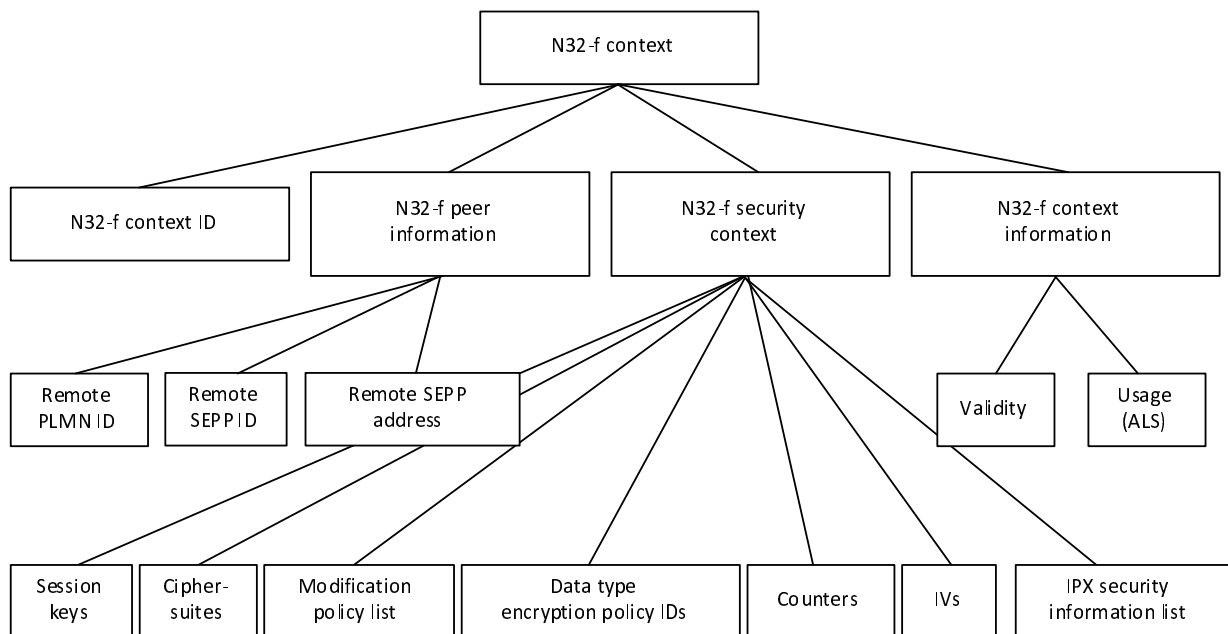 N32-f context
N32-f context ID
N32-f peer
information
N32-f security
context
N32-f context
information
Remote
PLMN ID
Remote
SEPP ID
Remote SEPP
address
Validity
Usage
(ALS)
Session
keys
Cipher-
suites
Modification
policy list
Data type
encryption policy IDs
Counters
IVs
IPX security
information list